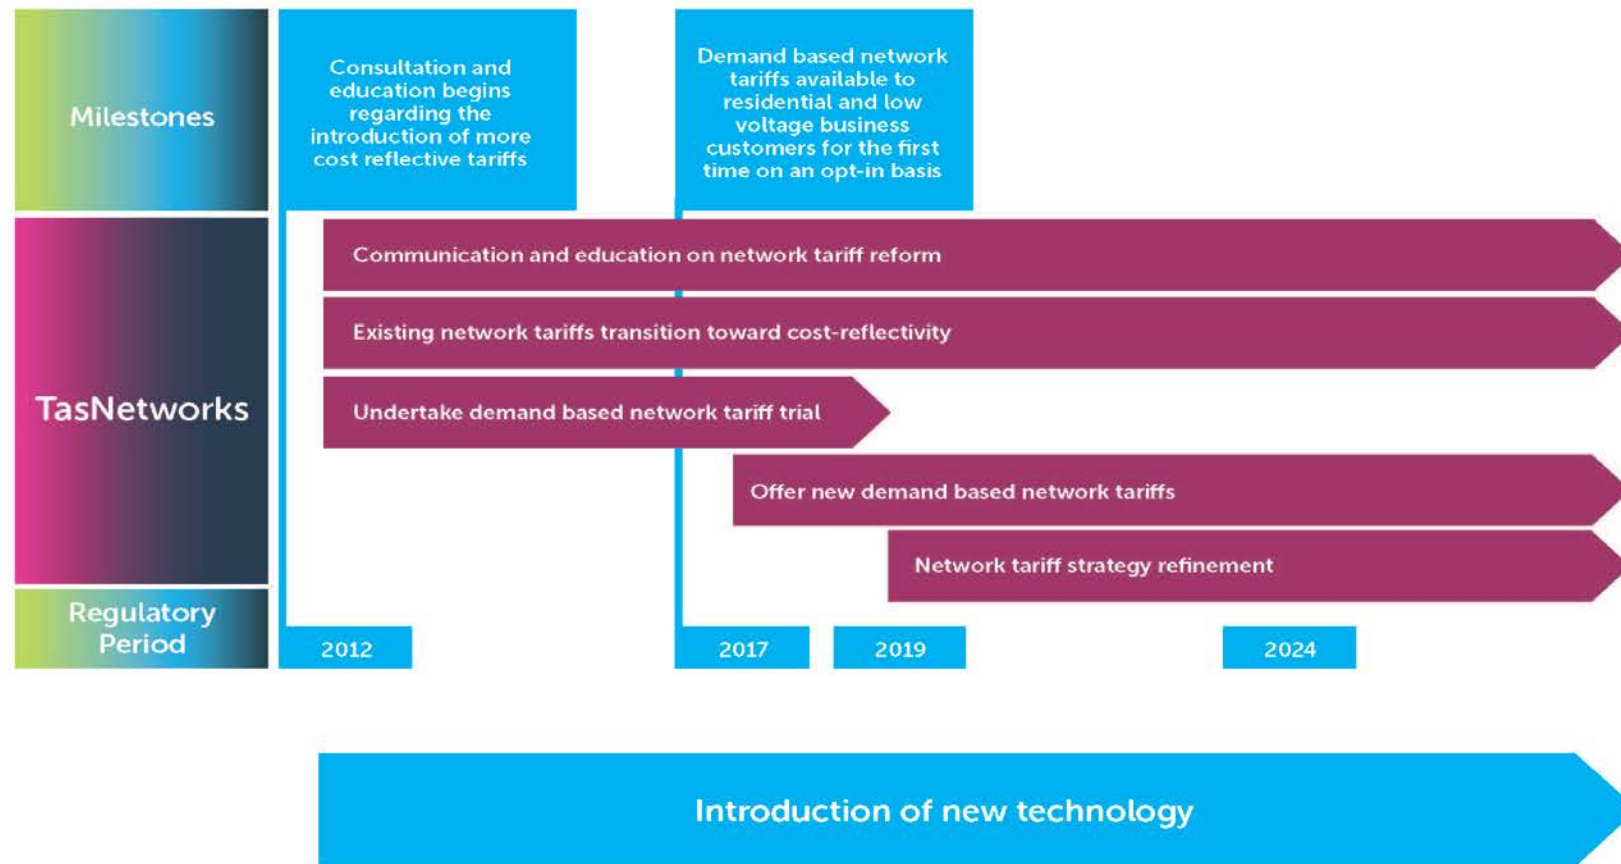 Milestones
Consultation and
education begins
regarding the
introduction of more
cost reflective tariffs
Demand based network
tariffs available to
residential and low
voltage business
customers for the first
time on an opt-in basis
TasNetworks
Communication and education on network tariff reform
Existing network tariffs transition toward cost-reflectivity
Undertake demand based network tariff trial
Offer new demand based network tariffs
Network tariff strategy refinement
Regulatory
Period
2012
2017
2019
2024
Introduction of new technology